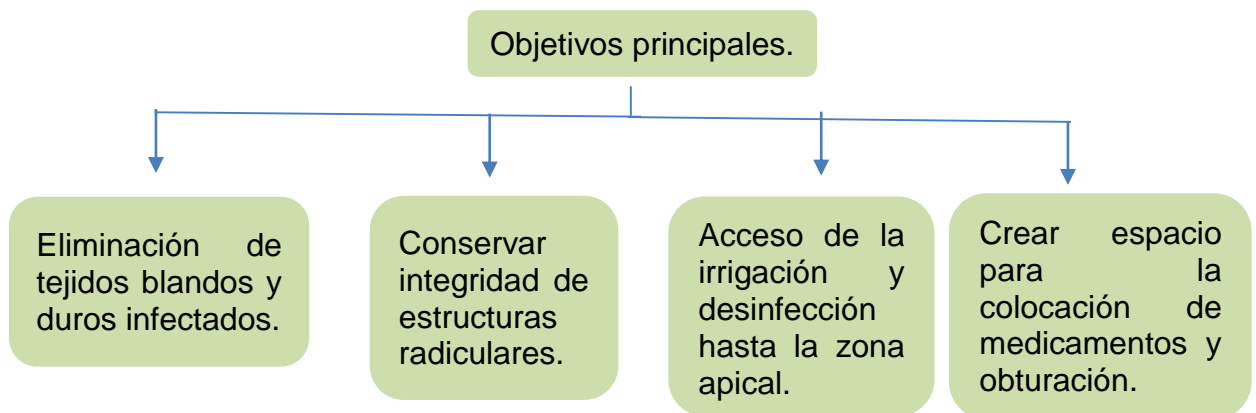 Objetivos principales.
Eliminación de
tejidos blandos y
duros infectados.
Conservar
integridad de
estructuras
radiculares.
Acceso de la
irrigación y
desinfección
hasta la zona
apical.
Crear espacio
para la
colocación de
medicamentos y
obturación.